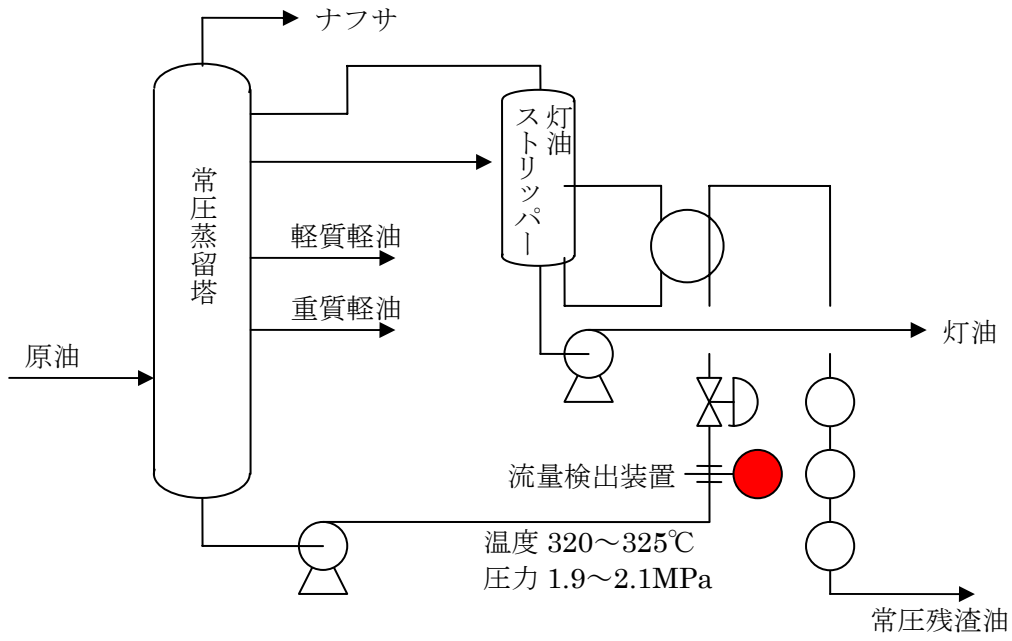 ナフサ
灯油
ストリッパー
常圧蒸留塔
軽質軽油
重質軽油
原油
灯油
流量検出装置
温度 320～325℃
圧力 1.9～2.1MPa
常圧残渣油